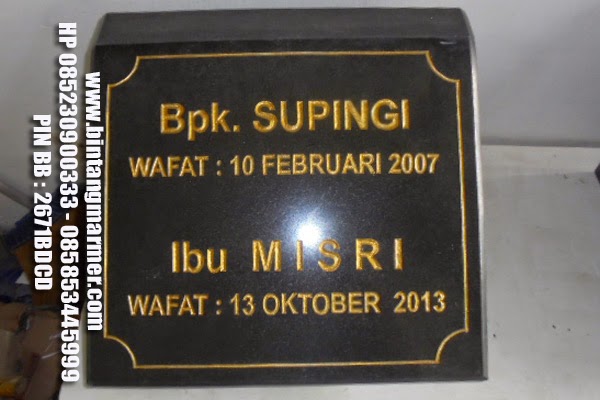 Bpk. SUPINGI
WAFAT : 10 FEBRUARI 2007
Ibu M I S R I
WAFAT : 13 OKTOBER 2013
www.bintangmarmer.com
HP 085230900333 - 085853445999
PIN BB : 2671BDCD